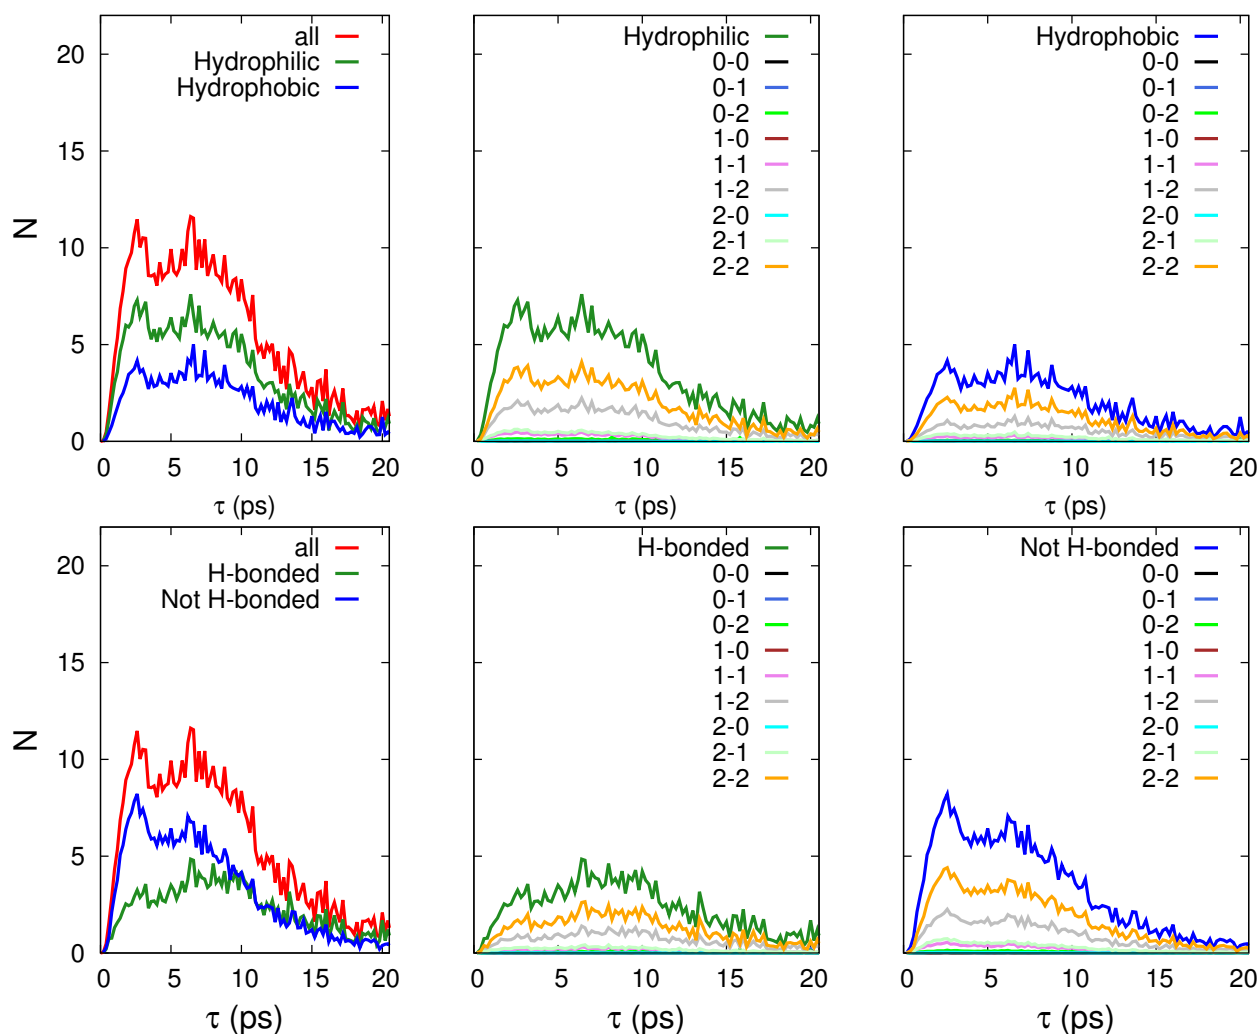 20
15
10
5
0
N
all
Hydrophilic
Hydrophobic
0 5 10 15 20
τ (ps)
Hydrophilic
0-0
0-1
0-2
1-0
1-1
1-2
2-0
2-1
2-2
0 5 10 15 20
τ (ps)
Hydrophobic
0-0
0-1
0-2
1-0
1-1
1-2
2-0
2-1
2-2
0 5 10 15 20
τ (ps)
20
15
10
5
0
N
all
H-bonded
Not H-bonded
0 5 10 15 20
τ (ps)
H-bonded
0-0
0-1
0-2
1-0
1-1
1-2
2-0
2-1
2-2
0 5 10 15 20
τ (ps)
Not H-bonded
0-0
0-1
0-2
1-0
1-1
1-2
2-0
2-1
2-2
0 5 10 15 20
τ (ps)